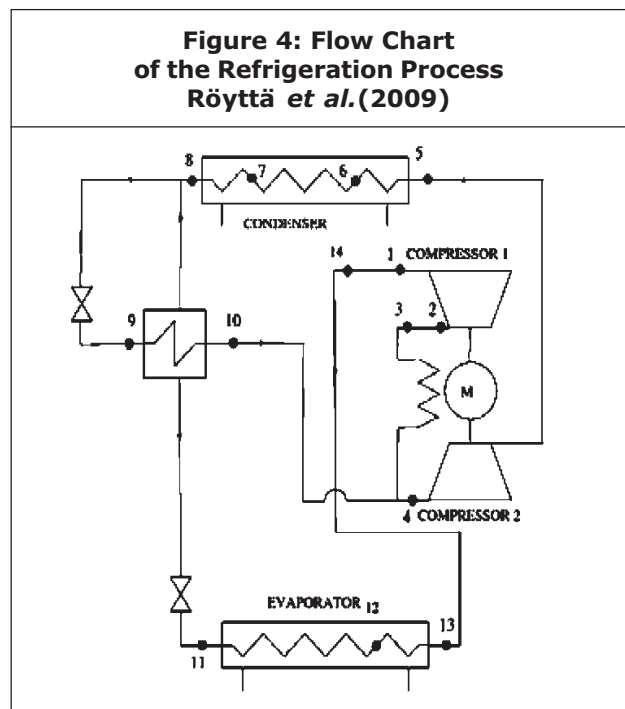 Figure 4: Flow Chart
of the Refrigeration Process
Röyttä et al.(2009)
8
7
6
5
CONDENSER
14
1
COMPRESSOR 1
9
10
3
2
M
4
COMPRESSOR 2
EVAPORATOR
12
13
11